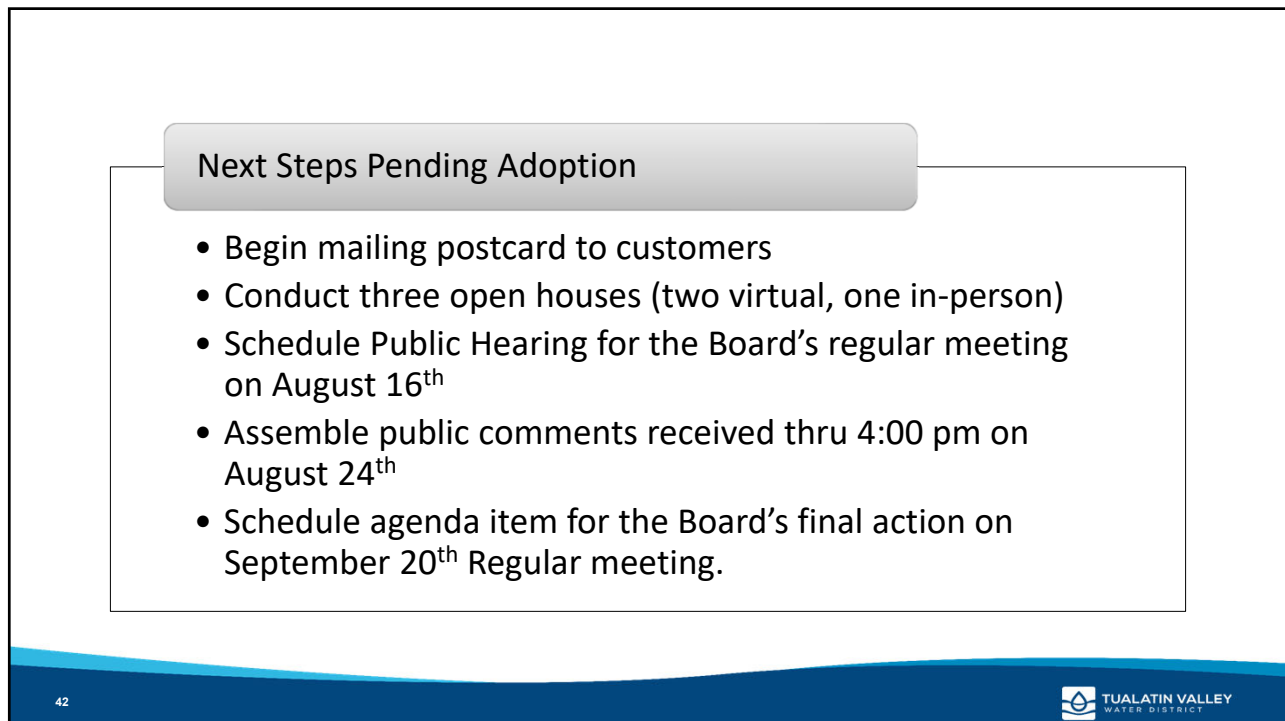 Next Steps Pending Adoption
• Begin mailing postcard to customers
• Conduct three open houses (two virtual, one in-person)
• Schedule Public Hearing for the Board’s regular meeting
on August 16th
• Assemble public comments received thru 4:00 pm on
August 24th
• Schedule agenda item for the Board’s final action on
September 20th Regular meeting.
42
TUALATIN VALLEY
WATER DISTRICT